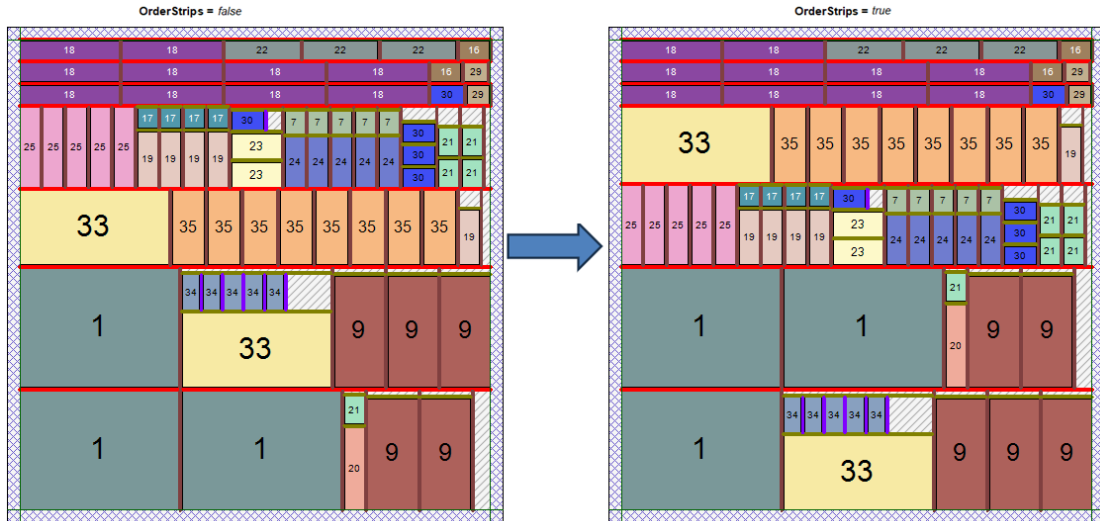 OrderStrips = false
18 18 22 22 22 16
18 18 18 18 16 29
18 18 18 18 30 29
25 25 25 25 25 17 17 17 17 30 7 7 7 7 7 30 21 21
19 19 19 19 23 24 24 24 24 24 30
23 30 21 21
33 35 35 35 35 35 35 35 19
1 34 34 34 34 34 9 9 9
33
1 1 21 9 9
20
OrderStrips = true
18 18 22 22 22 16
18 18 18 18 16 29
18 18 18 18 30 29
33 35 35 35 35 35 35 35 19
25 25 25 25 25 17 17 17 17 30 7 7 7 7 7 30 21 21
19 19 19 19 23 24 24 24 24 24 30
23 30 21 21
1 1 21 9 9
20
1 34 34 34 34 34 9 9 9
33